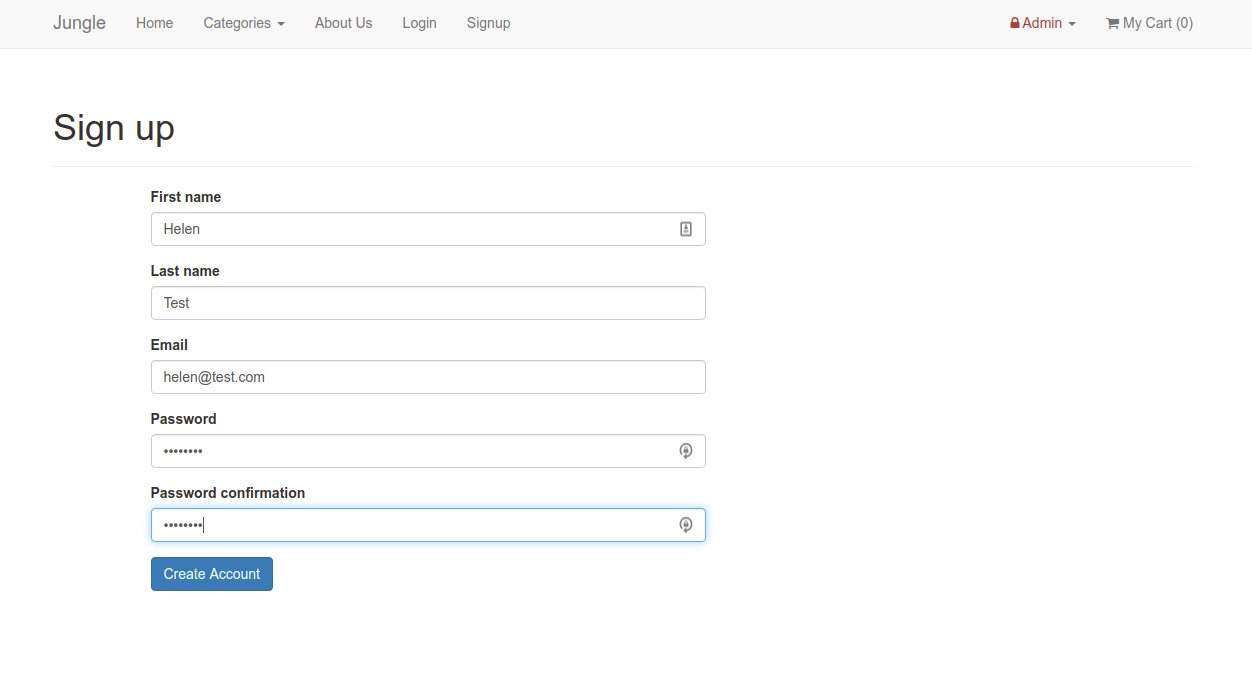 Jungle Home Categories About Us Login Signup Admin My Cart (0)
Sign up
First name
Helen
Last name
Test
Email
helen@test.com
Password
••••••••
Password confirmation
••••••••
Create Account